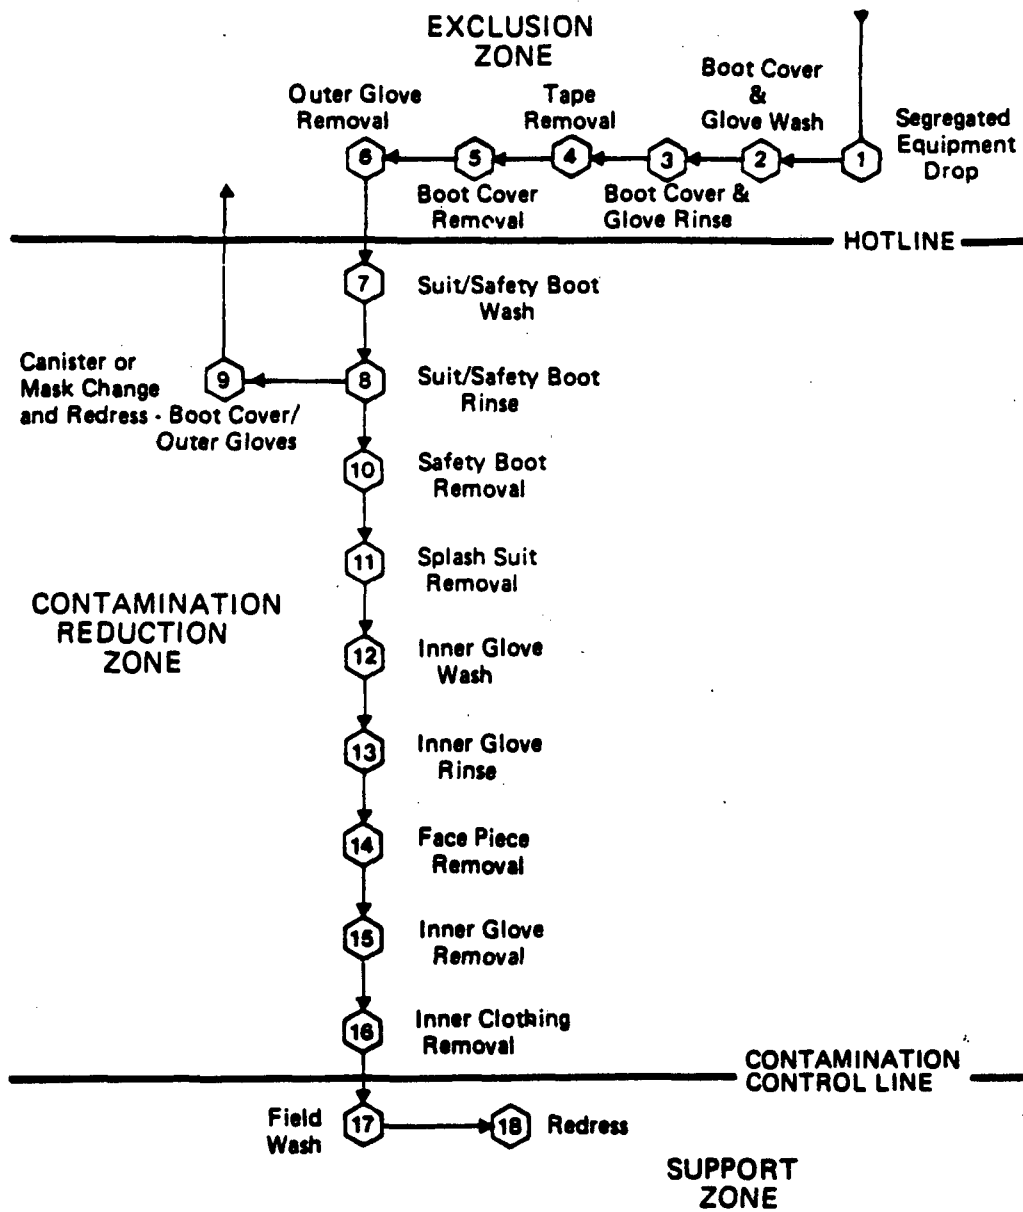 EXCLUSION
ZONE
Outer Glove
Removal
Tape
Removal
Boot Cover
&
Glove Wash
Segregated
Equipment
Drop
6
5
4
3
2
1
Boot Cover
Removal
Boot Cover &
Glove Rinse
HOTLINE
7
Suit/Safety Boot
Wash
Canister or
Mask Change
and Redress - Boot Cover/
Outer Gloves
9
8
Suit/Safety Boot
Rinse
10
Safety Boot
Removal
11
Splash Suit
Removal
CONTAMINATION
REDUCTION
ZONE
12
Inner Glove
Wash
13
Inner Glove
Rinse
14
Face Piece
Removal
15
Inner Glove
Removal
16
Inner Clothing
Removal
CONTAMINATION
CONTROL LINE
Field
Wash
17
18
Redress
SUPPORT
ZONE